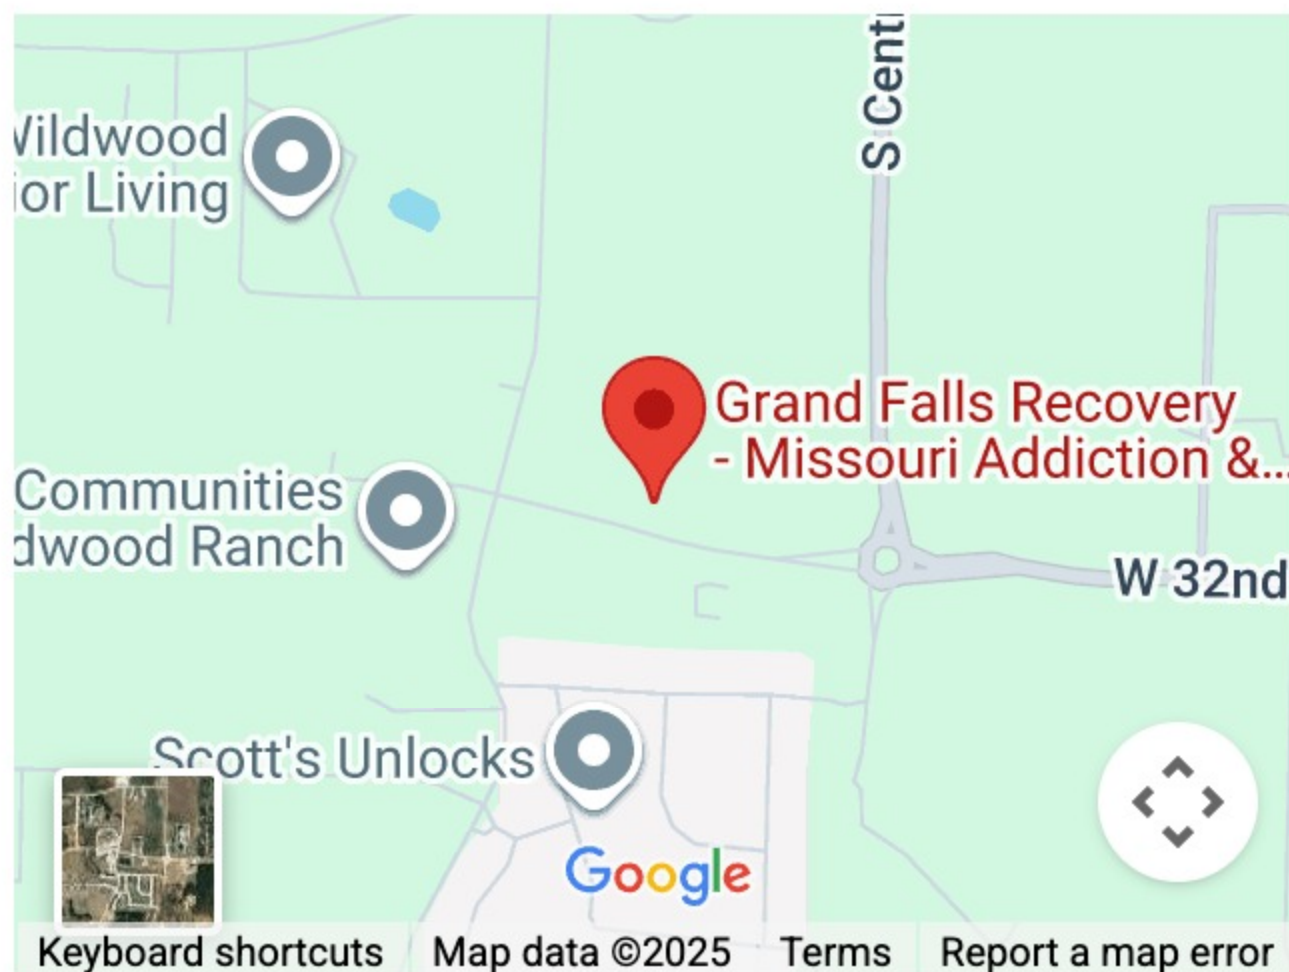 S Cent
Wildwood
ior Living
Grand Falls Recovery
- Missouri Addiction &...
Communities
dwood Ranch
W 32nd
Scott's Unlocks
Google
Keyboard shortcuts
Map data ©2025
Terms
Report a map error